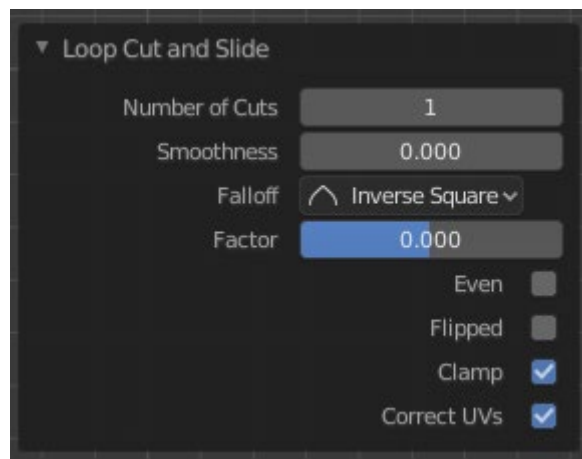 Loop Cut and Slide
Number of Cuts 1
Smoothness 0.000
Falloff Inverse Square
Factor 0.000
Even
Flipped
Clamp
Correct UVs